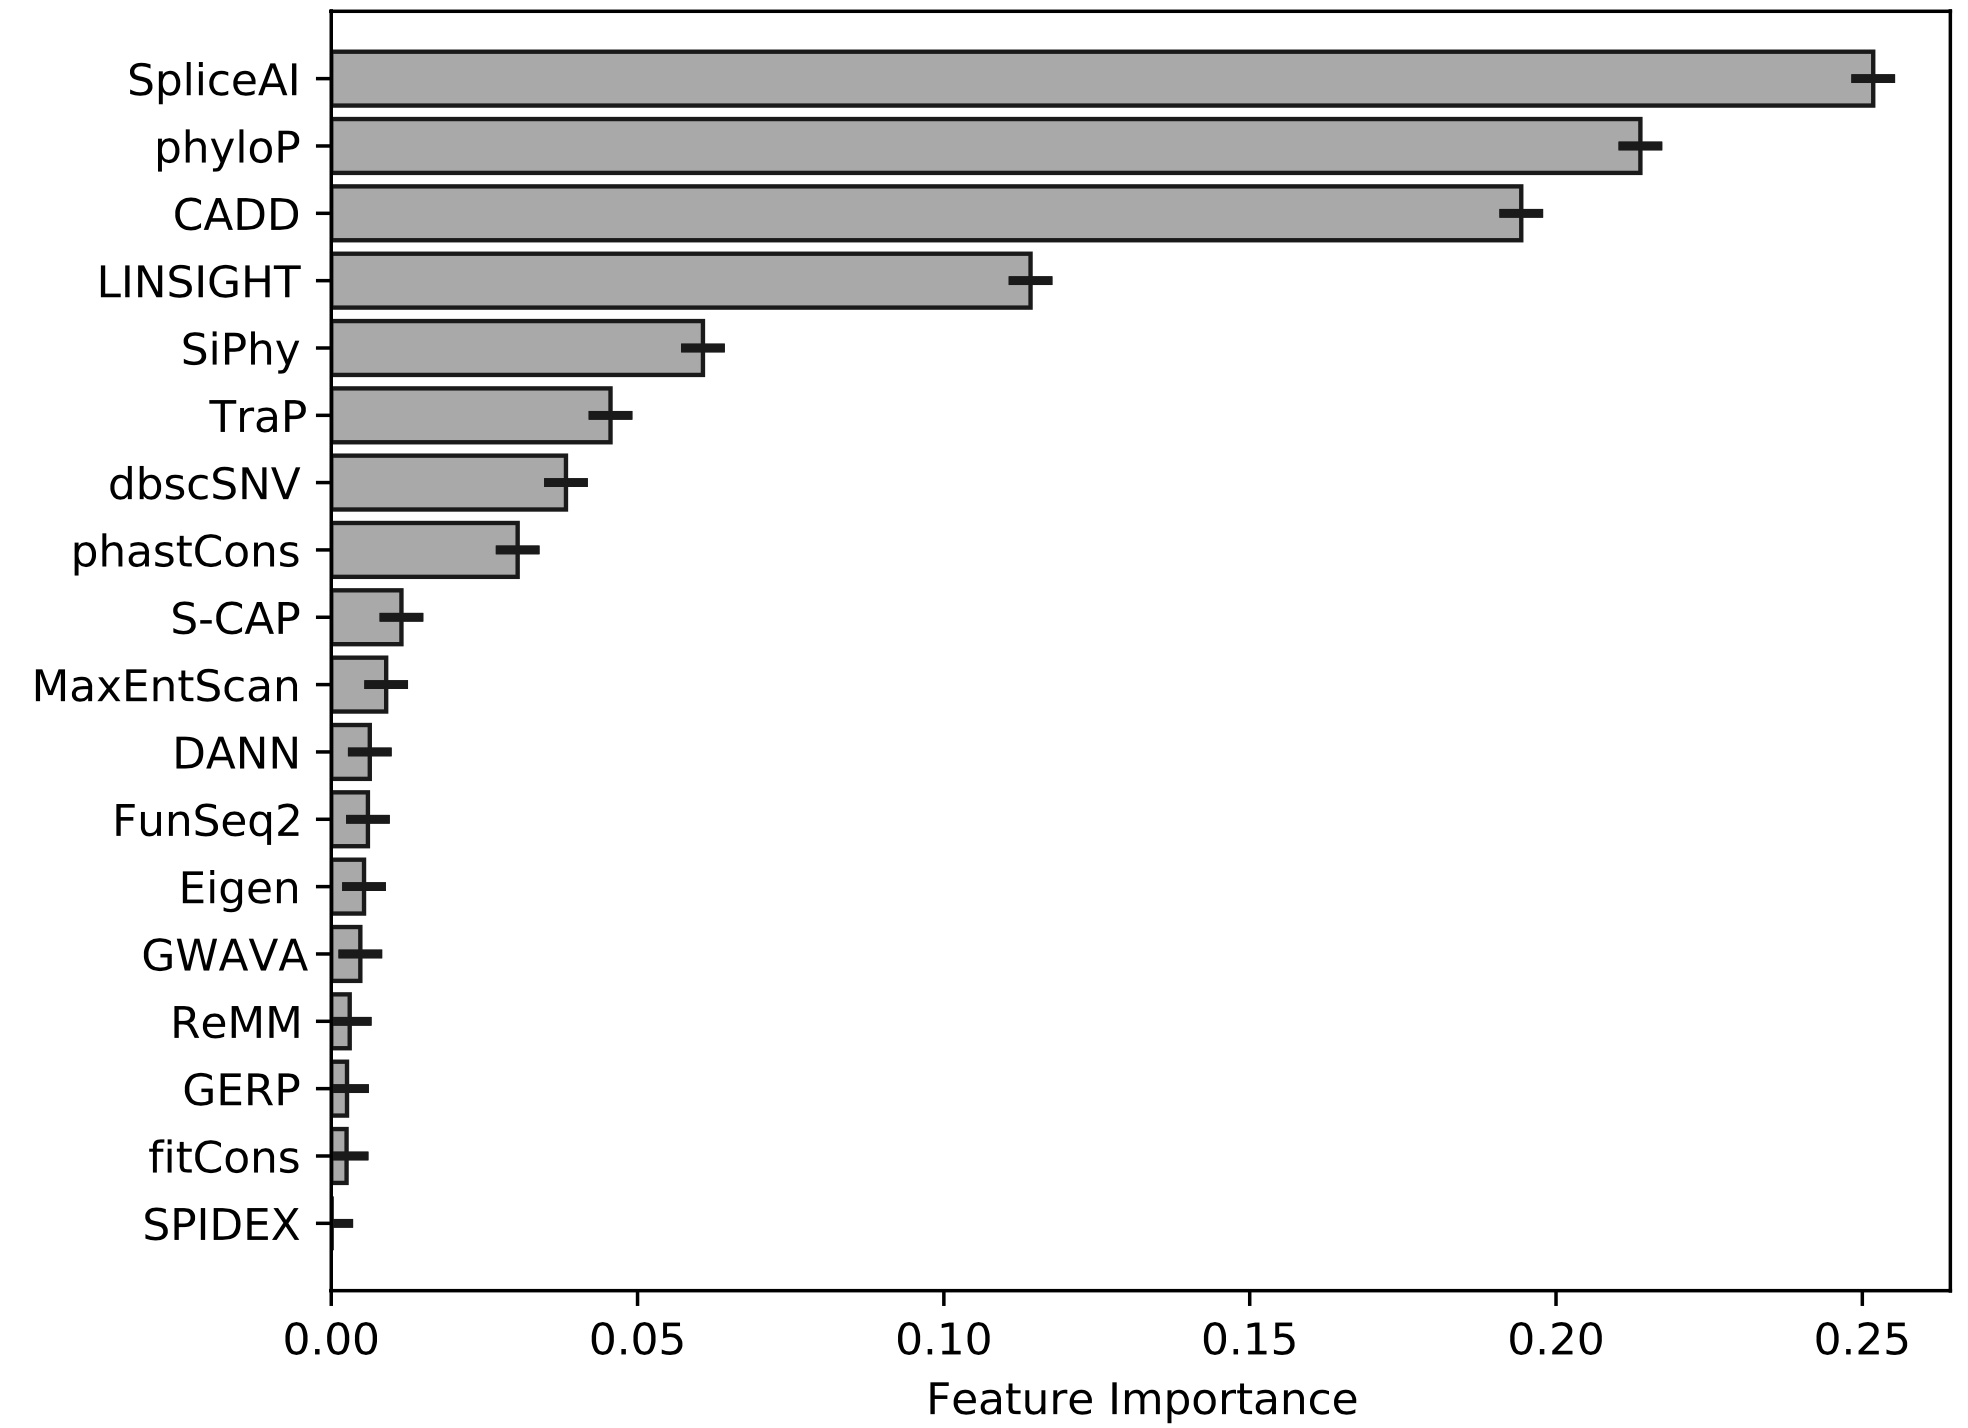 SpliceAI
phyloP
CADD
LINSIGHT
SiPhy
TraP
dbscSNV
phastCons
S-CAP
MaxEntScan
DANN
FunSeq2
Eigen
GWAVA
ReMM
GERP
fitCons
SPIDEX
0.00 0.05 0.10 0.15 0.20 0.25
Feature Importance